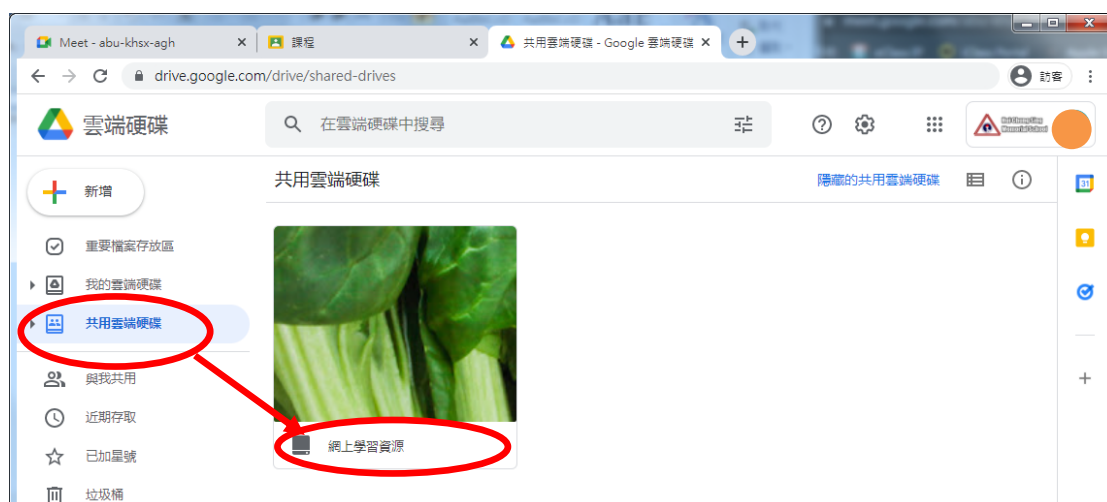 Meet - abu-khsx-agh
課程
共用雲端硬碟 - Google 雲端硬碟
drive.google.com/drive/shared-drives
訪客
雲端硬碟
在雲端硬碟中搜尋
新增
共用雲端硬碟
隱藏的共用雲端硬碟
31
重要檔案存放區
我的雲端硬碟
共用雲端硬碟
與我共用
近期存取
已加星號
垃圾桶
網上學習資源